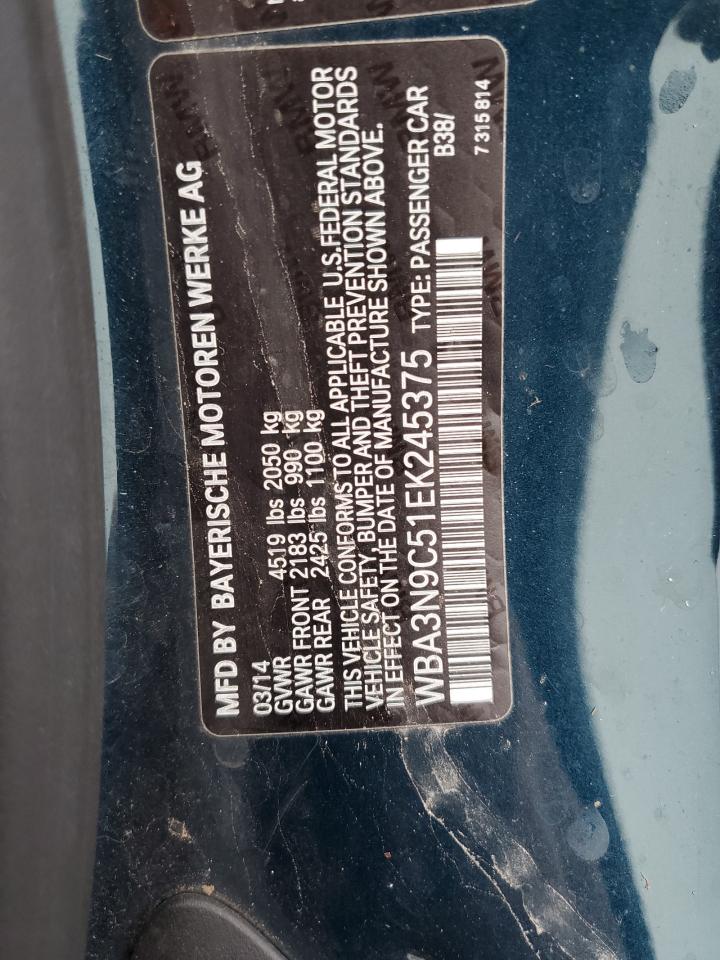 MFD BY BAYERISCHE MOTOREN WERKE AG
03/14
GVWR 4519 lbs 2050 kg
GAWR FRONT 2183 lbs 990 kg
GAWR REAR 2425 lbs 1100 kg
THIS VEHICLE CONFORMS TO ALL APPLICABLE U.S.FEDERAL MOTOR
VEHICLE SAFETY, BUMPER AND THEFT PREVENTION STANDARDS
IN EFFECT ON THE DATE OF MANUFACTURE SHOWN ABOVE.
WBA3N9C51EK245375 TYPE: PASSENGER CAR
B38/
7 315 814